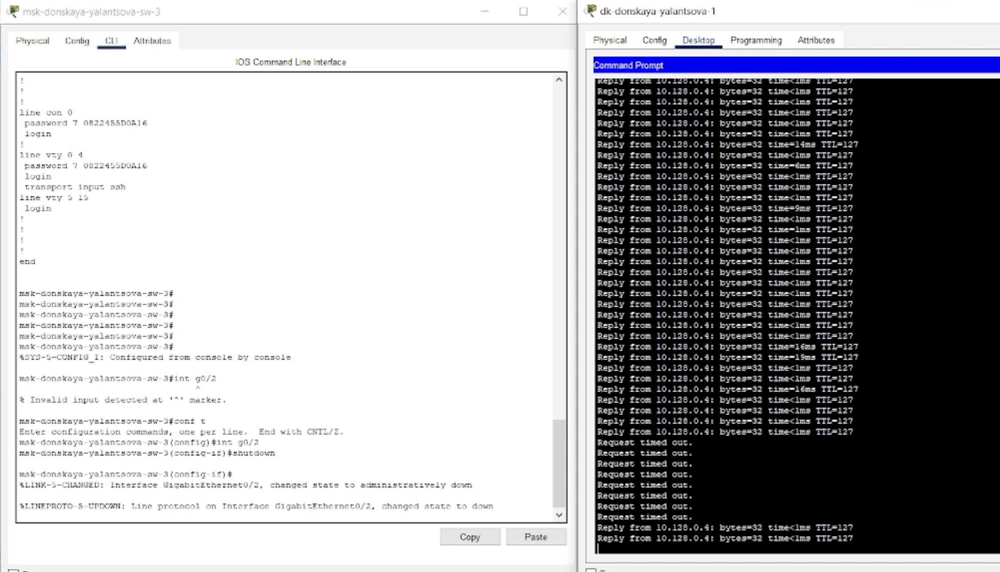 msk-donskaya-yalantsova-sw-3
Physical Config CLI Attributes
IOS Command Line Interface
!
!
!
line con 0
password 7 0822455D0A16
login
!
line vty 0 4
password 7 0822455D0A16
login
transport input ssh
line vty 5 15
login
!
!
!
!
end
msk-donskaya-yalantsova-sw-3#
msk-donskaya-yalantsova-sw-3#
msk-donskaya-yalantsova-sw-3#
msk-donskaya-yalantsova-sw-3#
msk-donskaya-yalantsova-sw-3#
msk-donskaya-yalantsova-sw-3#
%SYS-5-CONFIG_I: Configured from console by console
msk-donskaya-yalantsova-sw-3#int g0/2
^
% Invalid input detected at '^' marker.
msk-donskaya-yalantsova-sw-3#conf t
Enter configuration commands, one per line. End with CNTL/Z.
msk-donskaya-yalantsova-sw-3(config)#int g0/2
msk-donskaya-yalantsova-sw-3(config-if)#shutdown
msk-donskaya-yalantsova-sw-3(config-if)#
%LINK-5-CHANGED: Interface GigabitEthernet0/2, changed state to administratively down
%LINEPROTO-5-UPDOWN: Line protocol on Interface GigabitEthernet0/2, changed state to down
Copy Paste
dk-donskaya-yalantsova-1
Physical Config Desktop Programming Attributes
Command Prompt
Reply from 10.128.0.4: bytes=32 time<1ms TTL=127
Reply from 10.128.0.4: bytes=32 time<1ms TTL=127
Reply from 10.128.0.4: bytes=32 time<1ms TTL=127
Reply from 10.128.0.4: bytes=32 time<1ms TTL=127
Reply from 10.128.0.4: bytes=32 time<1ms TTL=127
Reply from 10.128.0.4: bytes=32 time<1ms TTL=127
Reply from 10.128.0.4: bytes=32 time=14ms TTL=127
Reply from 10.128.0.4: bytes=32 time<1ms TTL=127
Reply from 10.128.0.4: bytes=32 time=6ms TTL=127
Reply from 10.128.0.4: bytes=32 time<1ms TTL=127
Reply from 10.128.0.4: bytes=32 time<1ms TTL=127
Reply from 10.128.0.4: bytes=32 time<1ms TTL=127
Reply from 10.128.0.4: bytes=32 time=9ms TTL=127
Reply from 10.128.0.4: bytes=32 time<1ms TTL=127
Reply from 10.128.0.4: bytes=32 time=1ms TTL=127
Reply from 10.128.0.4: bytes=32 time<1ms TTL=127
Reply from 10.128.0.4: bytes=32 time<1ms TTL=127
Reply from 10.128.0.4: bytes=32 time<1ms TTL=127
Reply from 10.128.0.4: bytes=32 time<1ms TTL=127
Reply from 10.128.0.4: bytes=32 time<1ms TTL=127
Reply from 10.128.0.4: bytes=32 time<1ms TTL=127
Reply from 10.128.0.4: bytes=32 time<1ms TTL=127
Reply from 10.128.0.4: bytes=32 time<1ms TTL=127
Reply from 10.128.0.4: bytes=32 time<1ms TTL=127
Reply from 10.128.0.4: bytes=32 time<1ms TTL=127
Reply from 10.128.0.4: bytes=32 time=16ms TTL=127
Reply from 10.128.0.4: bytes=32 time=19ms TTL=127
Reply from 10.128.0.4: bytes=32 time<1ms TTL=127
Reply from 10.128.0.4: bytes=32 time<1ms TTL=127
Reply from 10.128.0.4: bytes=32 time=16ms TTL=127
Reply from 10.128.0.4: bytes=32 time<1ms TTL=127
Reply from 10.128.0.4: bytes=32 time<1ms TTL=127
Reply from 10.128.0.4: bytes=32 time<1ms TTL=127
Reply from 10.128.0.4: bytes=32 time<1ms TTL=127
Request timed out.
Request timed out.
Request timed out.
Request timed out.
Request timed out.
Request timed out.
Request timed out.
Request timed out.
Reply from 10.128.0.4: bytes=32 time<1ms TTL=127
Reply from 10.128.0.4: bytes=32 time<1ms TTL=127